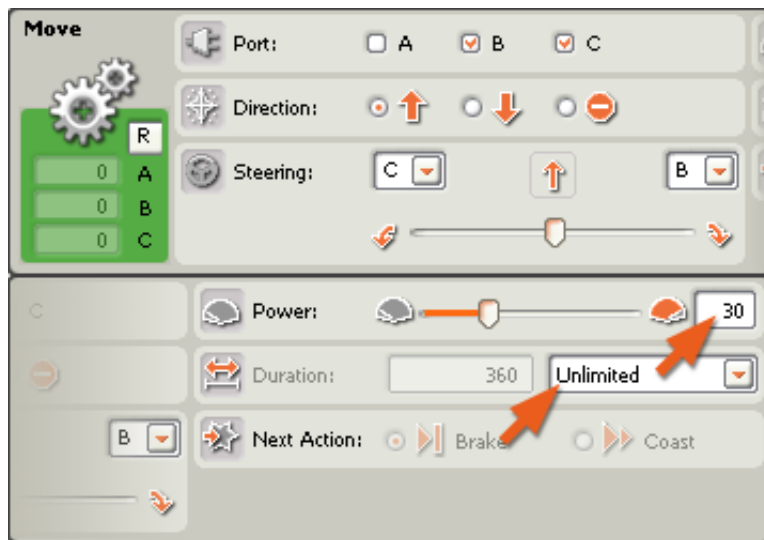 Move
Port: A B C
Direction:
R
Steering: C B
0 A
0 B
0 C
C
Power: 30
Duration: 360 Unlimited
B
Next Action: Brake Coast